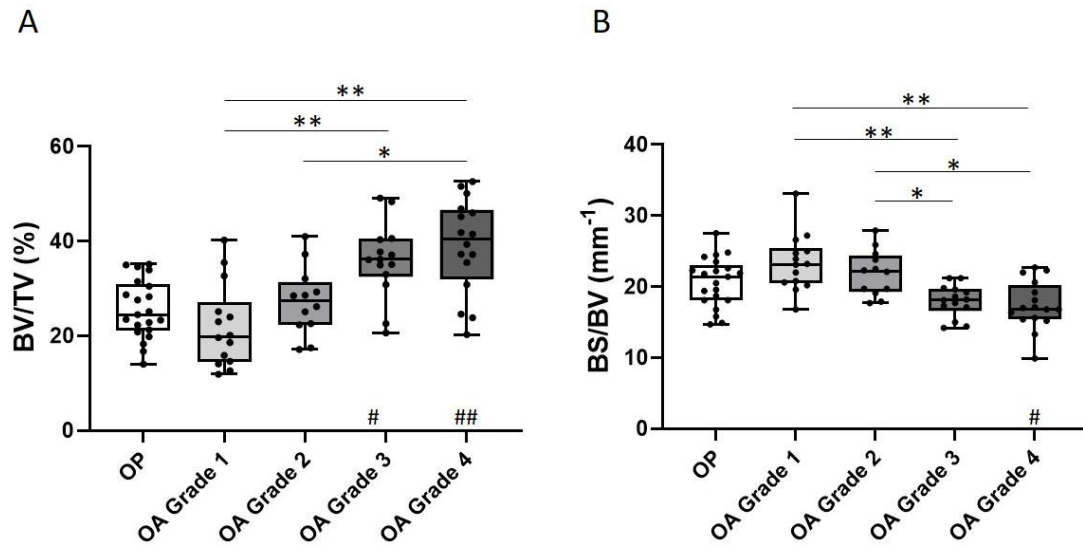 A
BV/TV (%)
60
40
20
0
**
**
*
#
##
OP
OA Grade 1
OA Grade 2
OA Grade 3
OA Grade 4
B
BS/BV (mm⁻¹)
40
30
20
10
0
**
**
*
*
#
OP
OA Grade 1
OA Grade 2
OA Grade 3
OA Grade 4